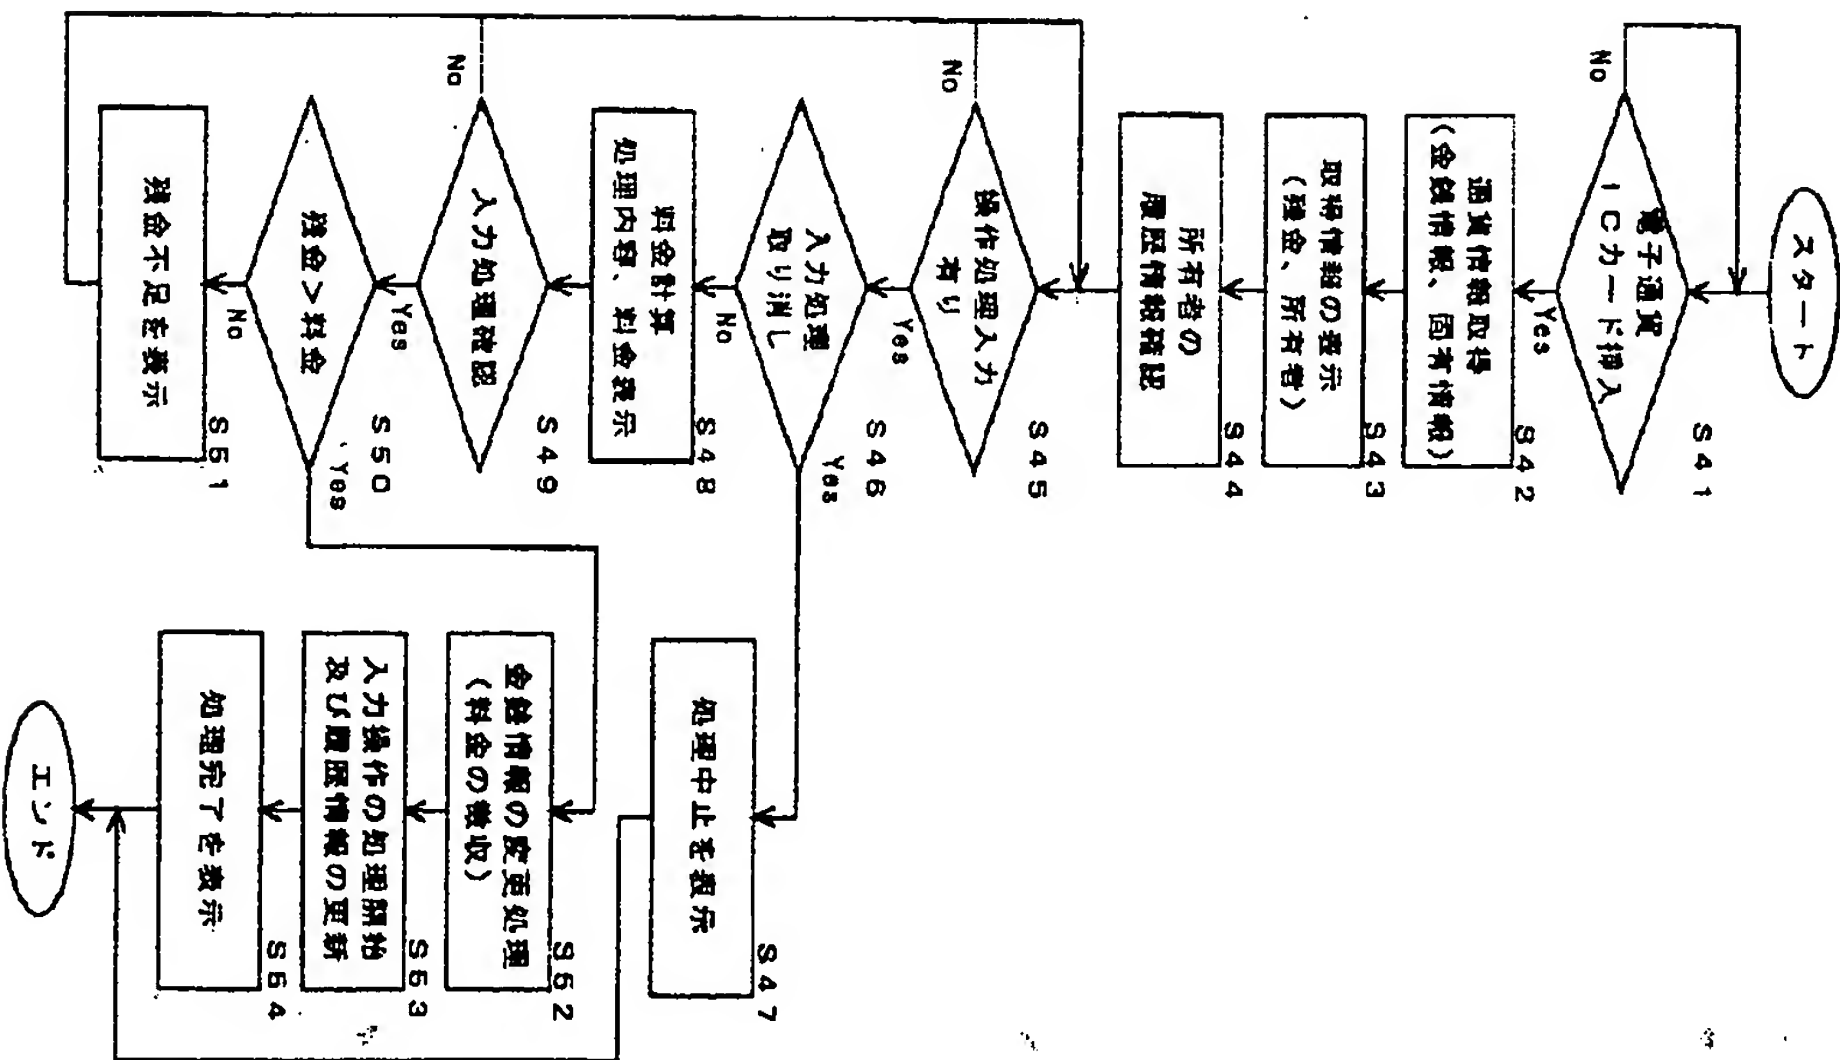 スタート
電子通貨
ICカード挿入
S41
No
Yes
通貨情報取得
(金銭情報、固有情報)
S42
取得情報の表示
(残金、所有者)
S43
所有者の
履歴情報確認
S44
操作処理入力
有り
S45
No
Yes
入力処理
取り消し
S46
Yes
No
処理中止を表示
S47
料金計算
処理内容、料金表示
S48
入力処理確認
S49
No
Yes
残金>料金
S50
Yes
No
残金不足を表示
S51
金銭情報の変更処理
(料金の徴収)
S52
入力操作の処理開始
及び履歴情報の更新
S53
処理完了を表示
S54
エンド